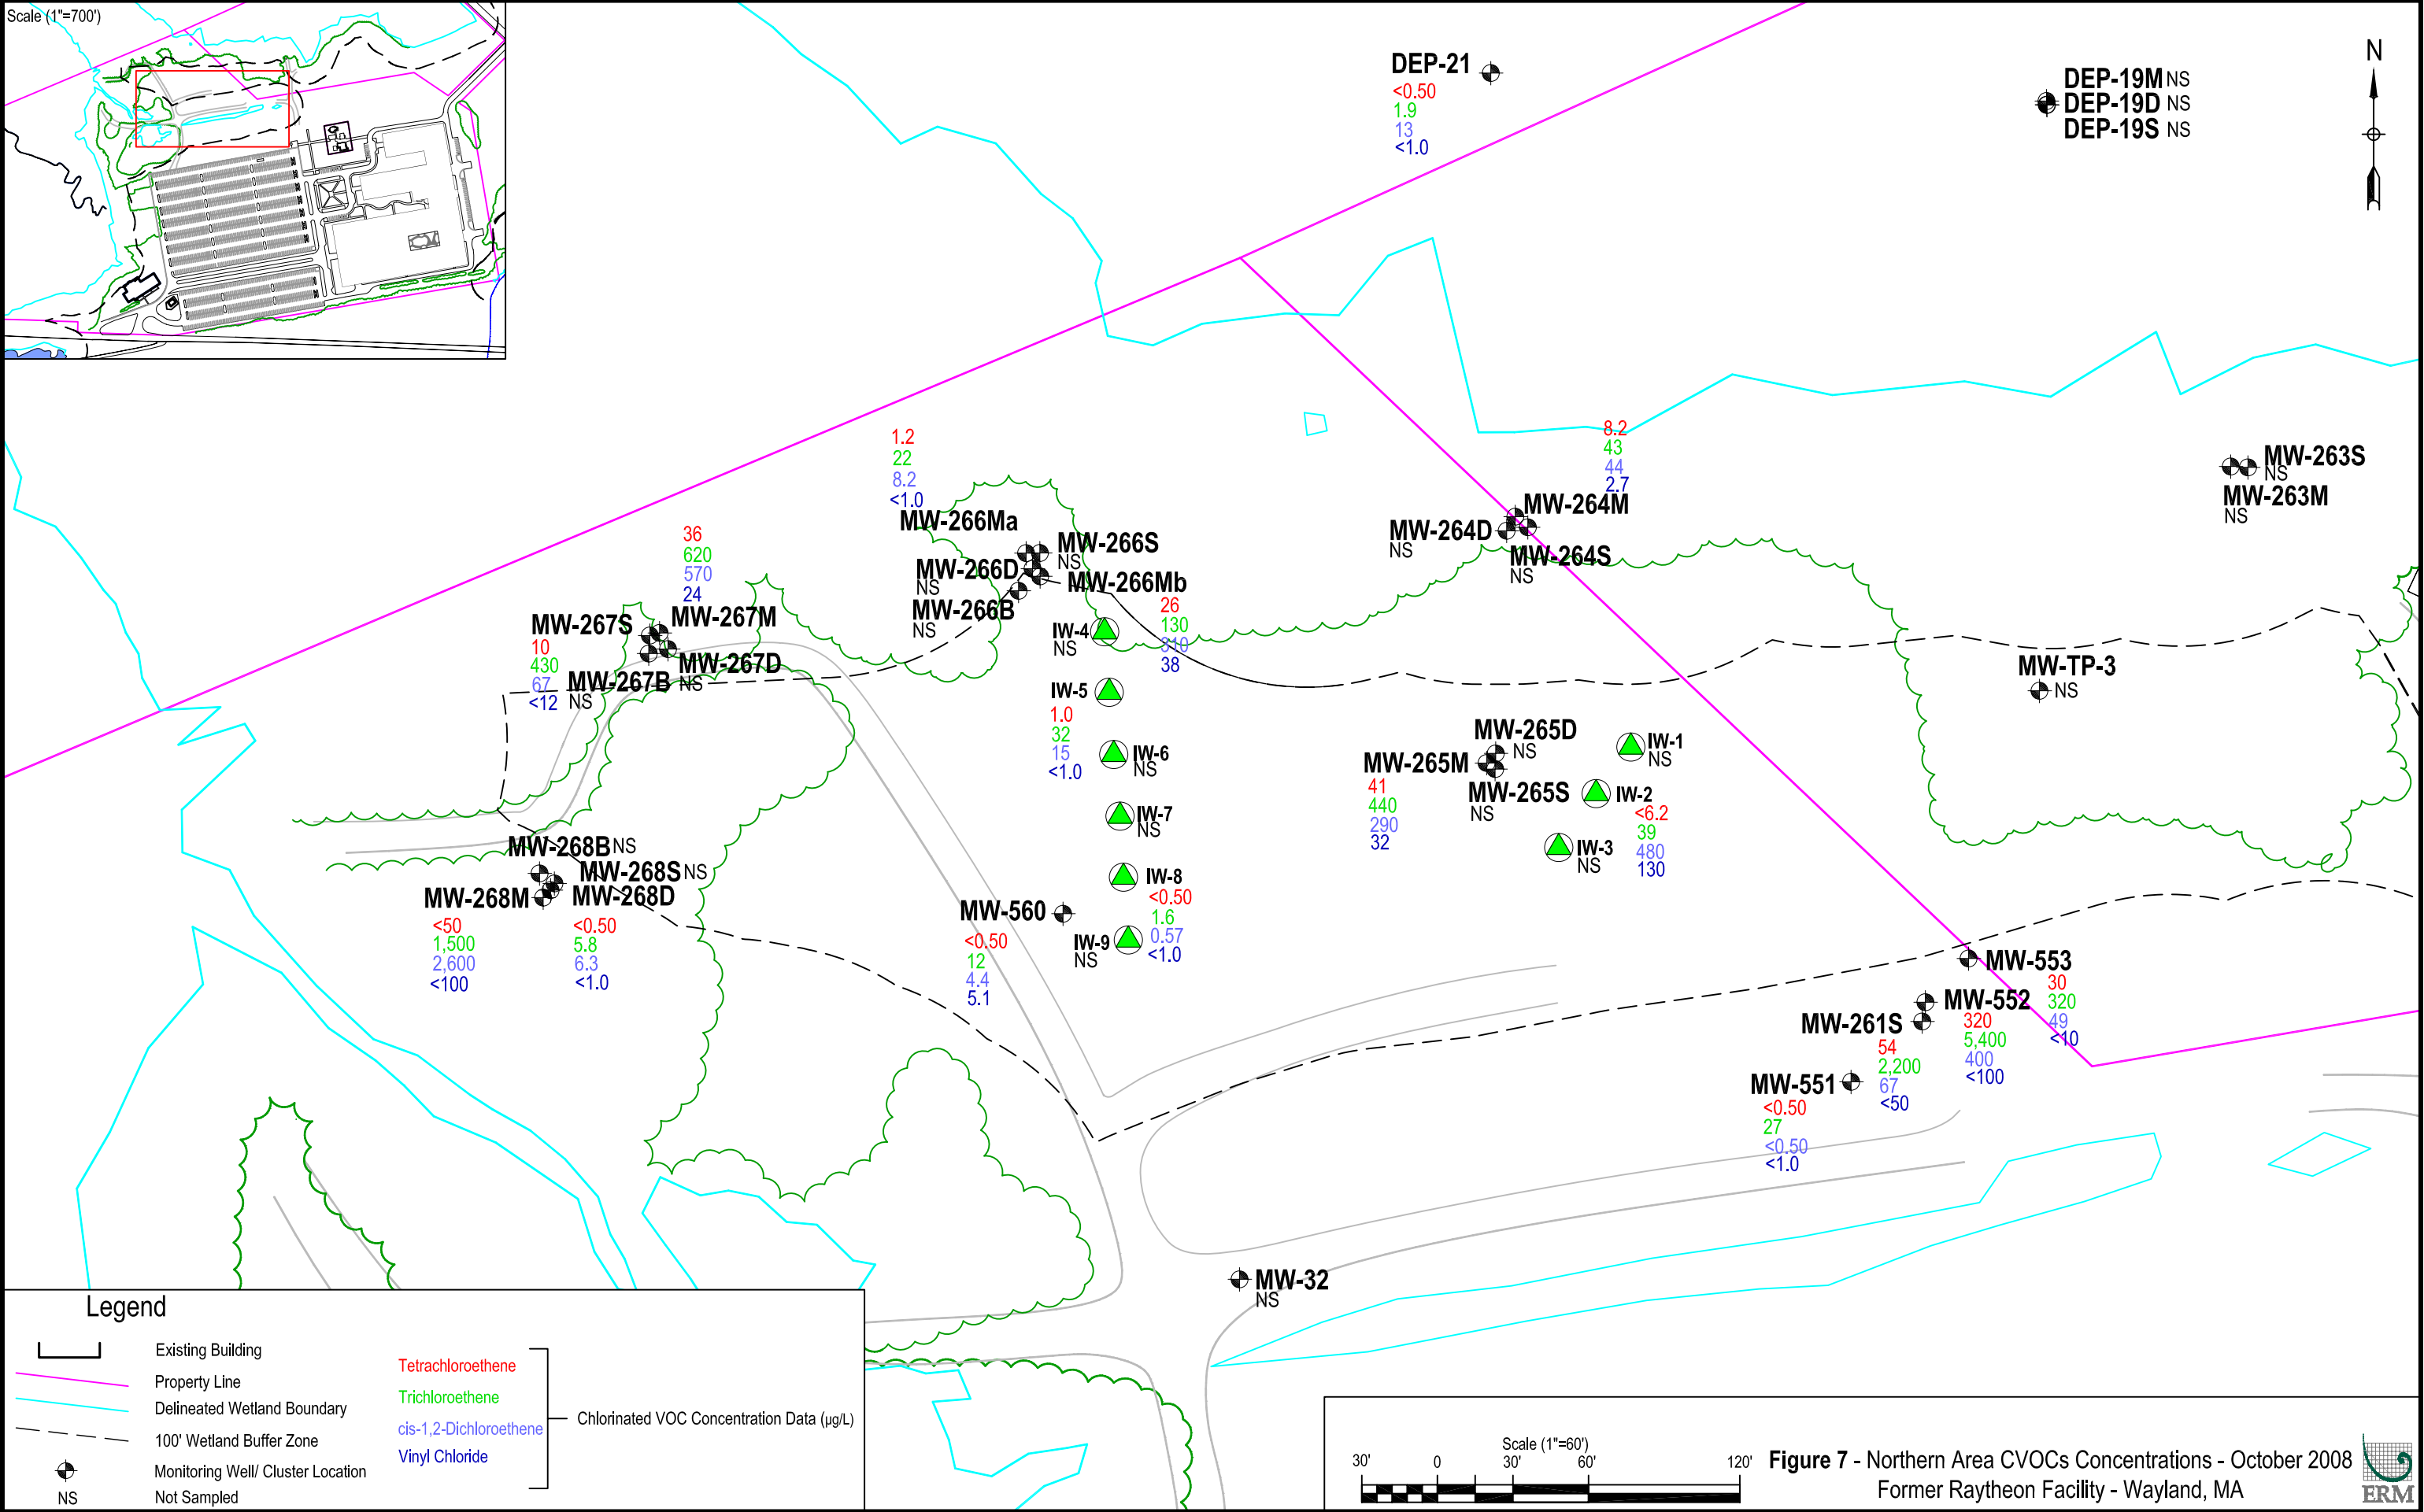 Scale (1"=700')
DEP-21
<0.50
1.9
13
<1.0
DEP-19M NS
DEP-19D NS
DEP-19S NS
N
1.2
22
8.2
<1.0
MW-266Ma
MW-266S
NS
MW-266D
NS
MW-266Mb
26
130
310
38
MW-266B
NS
8.2
43
44
2.7
MW-264M
MW-264D
NS
MW-264S
NS
MW-263S
NS
MW-263M
NS
36
620
570
24
MW-267S
10
430
67
<12
MW-267M
MW-267D
NS
MW-267B
NS
IW-4
NS
IW-5
1.0
32
15
<1.0
IW-6
NS
IW-7
NS
IW-8
<0.50
1.6
0.57
<1.0
IW-9
NS
MW-560
<0.50
12
4.4
5.1
MW-TP-3
NS
MW-265D
NS
MW-265M
41
440
290
32
MW-265S
NS
IW-1
NS
IW-2
<6.2
39
480
130
IW-3
NS
MW-268B NS
MW-268S NS
MW-268M
<50
1,500
2,600
<100
MW-268D
<0.50
5.8
6.3
<1.0
MW-553
30
320
49
<10
MW-552
320
5,400
400
<100
MW-261S
54
2,200
67
<50
MW-551
<0.50
27
<0.50
<1.0
MW-32
NS
Legend
Existing Building
Property Line
Delineated Wetland Boundary
100' Wetland Buffer Zone
Monitoring Well/ Cluster Location
NS Not Sampled
Tetrachloroethene
Trichloroethene
cis-1,2-Dichloroethene
Vinyl Chloride
Chlorinated VOC Concentration Data (µg/L)
Scale (1"=60')
30' 0 30' 60' 120'
Figure 7 - Northern Area CVOCs Concentrations - October 2008
Former Raytheon Facility - Wayland, MA
ERM